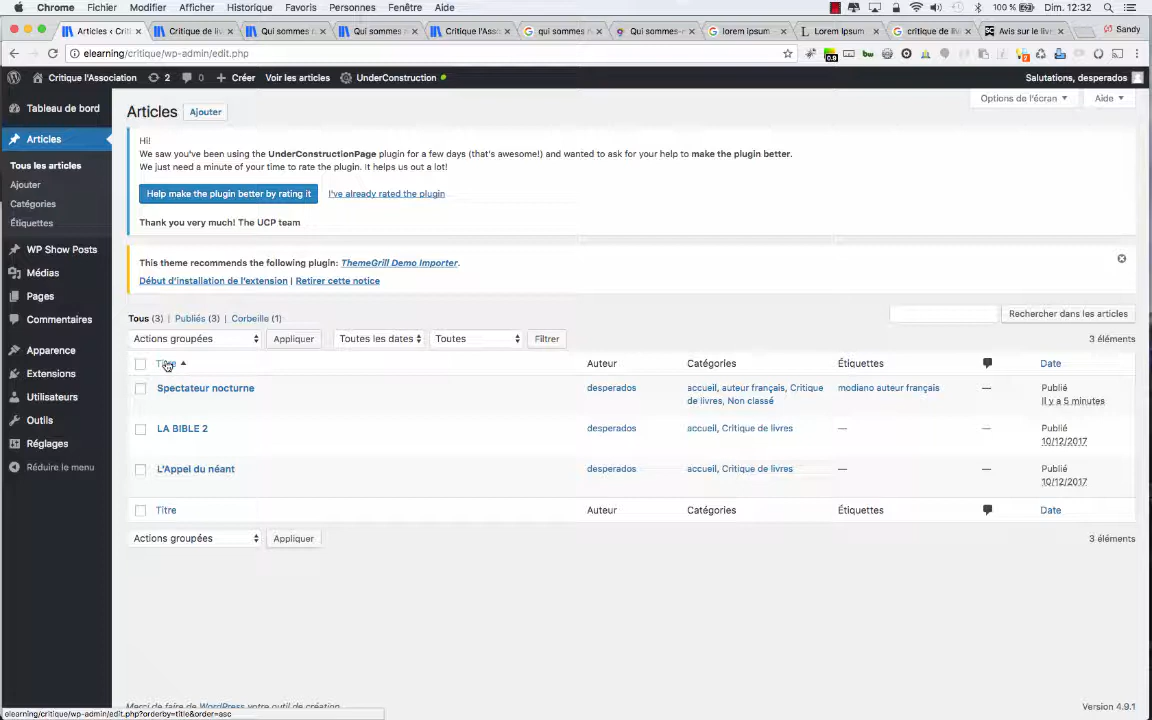 Chrome Fichier Modifier Afficher Historique Favoris Personnes Fenêtre Aide 100 % Dim. 12:32
Articles ‹ Criti Critique de liv Qui sommes n Qui sommes n Critique l'Ass qui sommes n Qui sommes-n lorem ipsum Lorem Ipsum critique de liv Avis sur le livr Sandy
elearning/critique/wp-admin/edit.php 0.9 bw
Critique l'Association 2 0 Créer Voir les articles UnderConstruction Salutations, desperados
Options de l'écran Aide
Tableau de bord
Articles
Tous les articles
Ajouter
Catégories
Étiquettes
WP Show Posts
Médias
Pages
Commentaires
Apparence
Extensions
Utilisateurs
Outils
Réglages
Réduire le menu
Articles Ajouter
Hi!
We saw you've been using the UnderConstructionPage plugin for a few days (that's awesome!) and wanted to ask for your help to make the plugin better.
We just need a minute of your time to rate the plugin. It helps us out a lot!
Help make the plugin better by rating it I've already rated the plugin
Thank you very much! The UCP team
This theme recommends the following plugin: ThemeGrill Demo Importer.
Début d'installation de l'extension | Retirer cette notice
Tous (3) | Publiés (3) | Corbeille (1) Rechercher dans les articles
Actions groupées Appliquer Toutes les dates Toutes Filtrer 3 éléments
Titre Auteur Catégories Étiquettes Date
Spectateur nocturne desperados accueil, auteur français, Critique modiano auteur français — Publié
de livres, Non classé Il y a 5 minutes
LA BIBLE 2 desperados accueil, Critique de livres — — Publié
10/12/2017
L'Appel du néant desperados accueil, Critique de livres — — Publié
10/12/2017
Titre Auteur Catégories Étiquettes Date
Actions groupées Appliquer 3 éléments
Merci de faire de WordPress votre outil de création. Version 4.9.1
elearning/critique/wp-admin/edit.php?orderby=title&order=asc